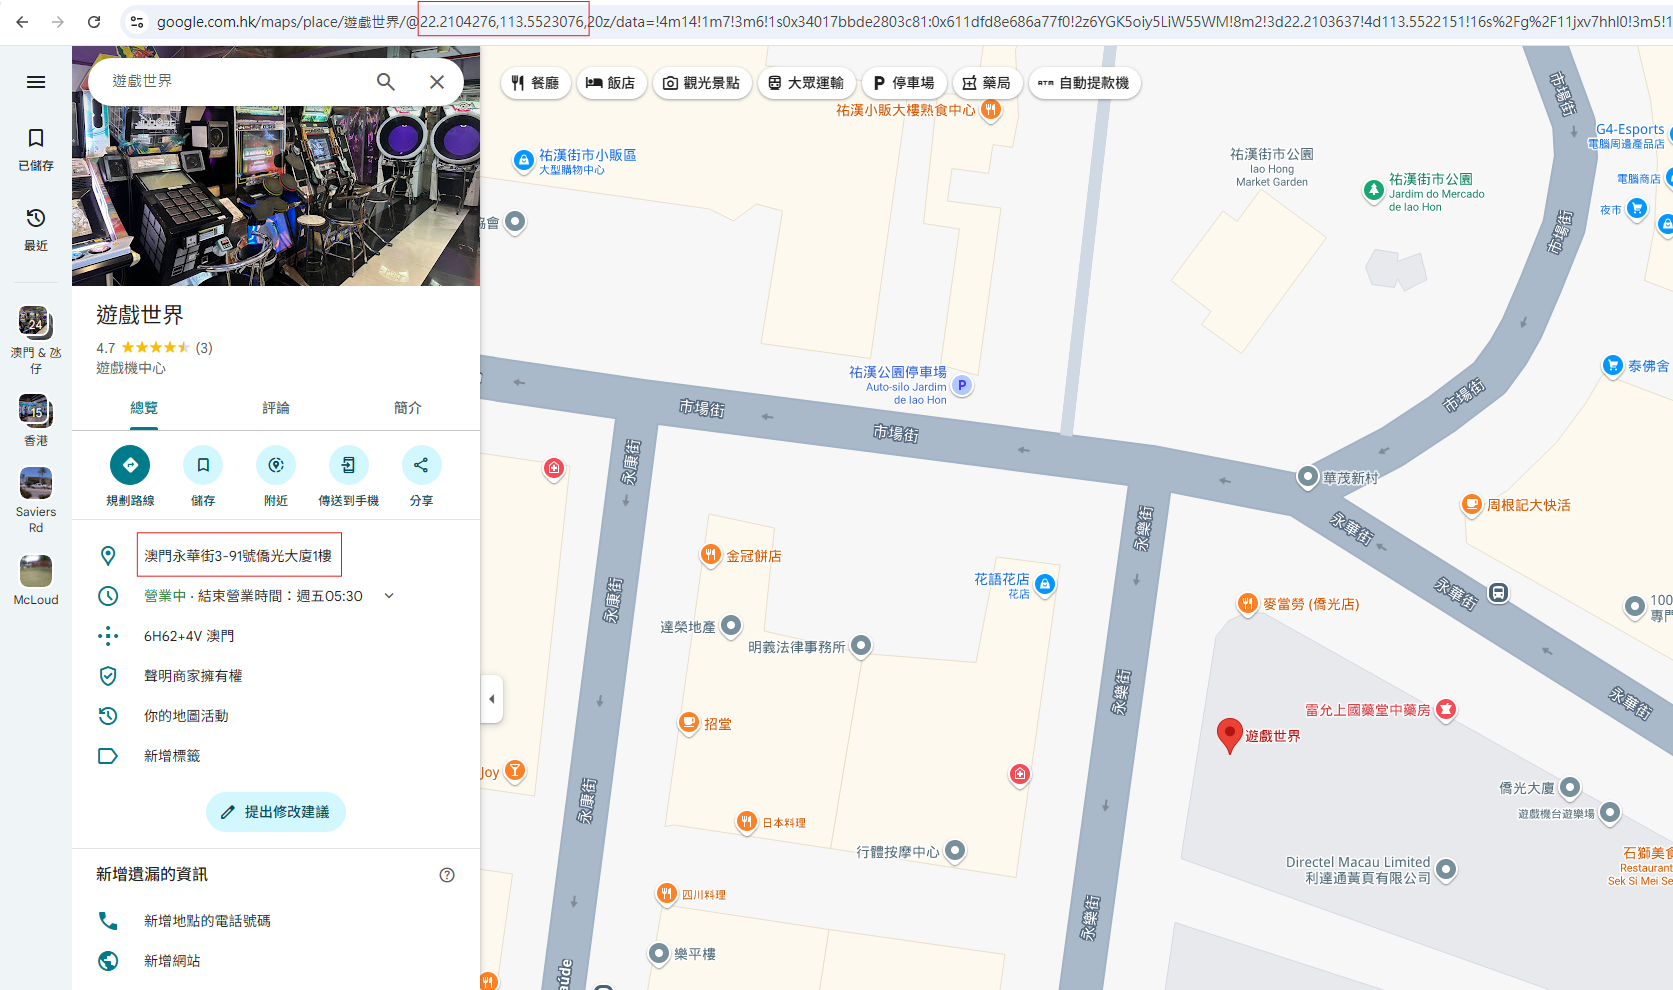 google.com.hk/maps/place/遊戲世界/@22.2104276,113.5523076,20z/data=!4m14!1m7!3m6!1s0x34017bbde2803c81:0x611dfd8e686a77f0!2z6YGK5oiy5LiW55WM!8m2!3d22.2103637!4d113.5522151!16s%2Fg%2F11jxv7hhl0!3m5!1
遊戲世界
餐廳
飯店
觀光景點
大眾運輸
停車場
藥局
ATM 自動提款機
已儲存
最近
24
澳門 & 氹
仔
15
香港
Saviers
Rd
McLoud
遊戲世界
4.7 (3)
遊戲機中心
總覽
評論
簡介
規劃路線
儲存
附近
傳送到手機
分享
澳門永華街3-91號僑光大廈1樓
營業中 · 結束營業時間：週五05:30
6H62+4V 澳門
聲明商家擁有權
你的地圖活動
新增標籤
提出修改建議
新增遺漏的資訊
新增地點的電話號碼
新增網站
祐漢小販大樓熟食中心
祐漢街市小販區
大型購物中心
協會
祐漢街市公園
Iao Hong
Market Garden
祐漢街市公園
Jardim do Mercado
de Iao Hon
市場街
G4-Esports
電腦周邊產品店
電腦商店
夜市
市場街
泰佛舍
祐漢公園停車場
Auto-silo Jardim
de Iao Hon
P
市場街
市場街
市場街
永康街
華茂新村
周根記大快活
永華街
永樂街
金冠餅店
花語花店
花店
永康街
永華街
麥當勞 (僑光店)
100
專門
達榮地產
明義法律事務所
永樂街
永華街
雷允上國藥堂中藥房
招堂
遊戲世界
Joy
永康街
僑光大廈
遊戲機台遊樂場
日本料理
行體按摩中心
Directel Macau Limited
利達通黃頁有限公司
石獅美食
Restaurant
Sek Si Mei Se
四川料理
永樂街
樂平樓
aúde